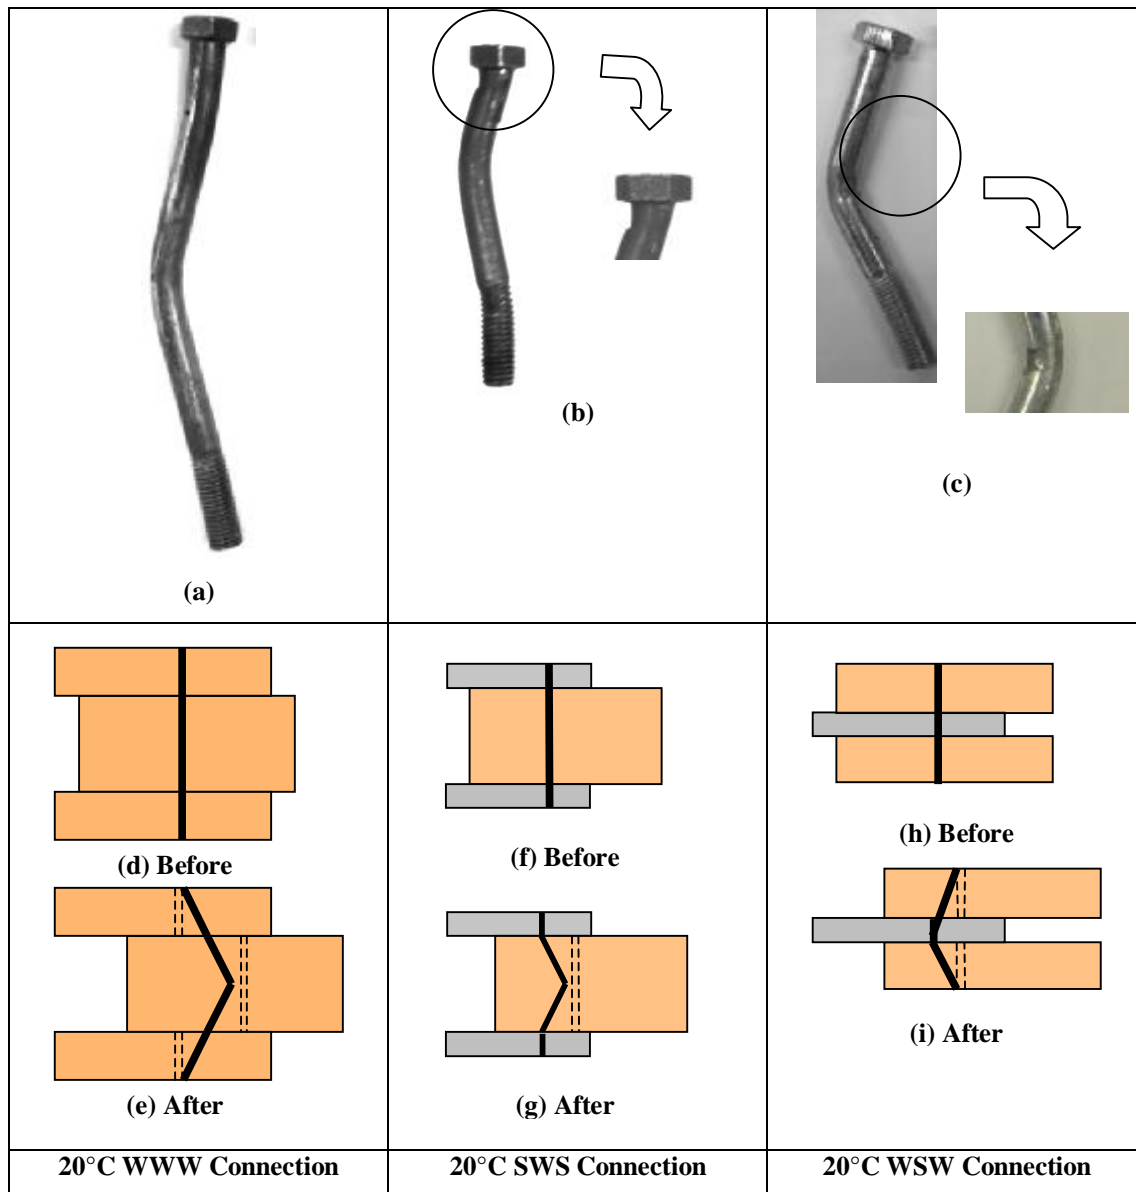 (a)
(b)
(c)
(d) Before
(e) After
(f) Before
(g) After
(h) Before
(i) After
20°C WWW Connection
20°C SWS Connection
20°C WSW Connection